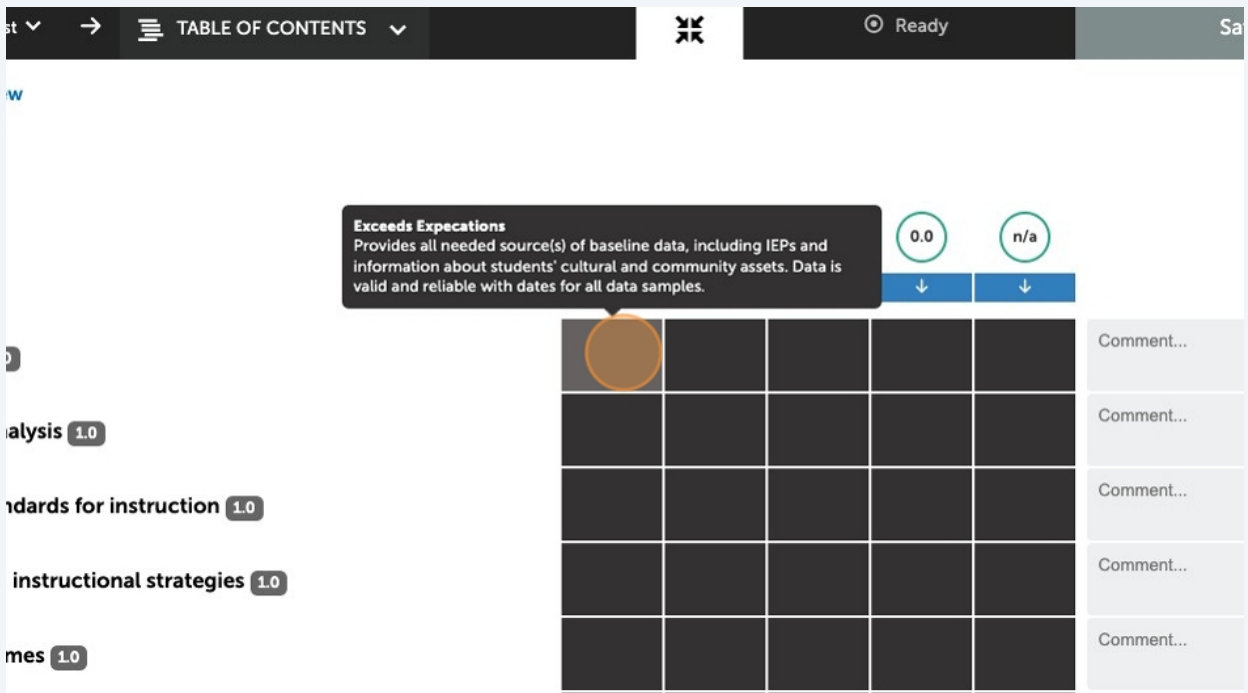 st
TABLE OF CONTENTS
Ready
Sa
ew
Exceeds Expecations
Provides all needed source(s) of baseline data, including IEPs and
information about students' cultural and community assets. Data is
valid and reliable with dates for all data samples.
0.0
n/a
Comment...
alysis 1.0
Comment...
ndards for instruction 1.0
Comment...
instructional strategies 1.0
Comment...
mes 1.0
Comment...